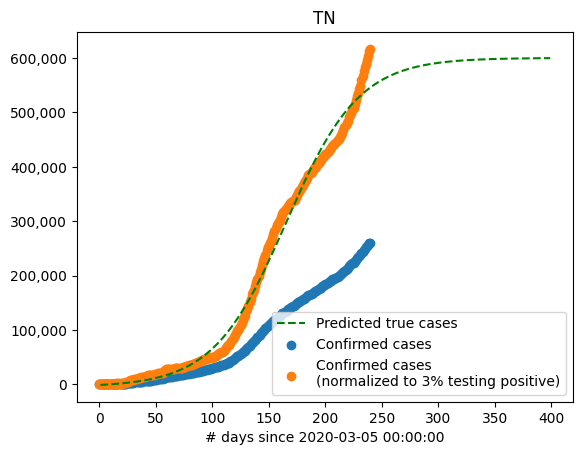 TN
600,000
500,000
400,000
300,000
200,000
100,000
0
Predicted true cases
Confirmed cases
Confirmed cases
(normalized to 3% testing positive)
0 50 100 150 200 250 300 350 400
# days since 2020-03-05 00:00:00